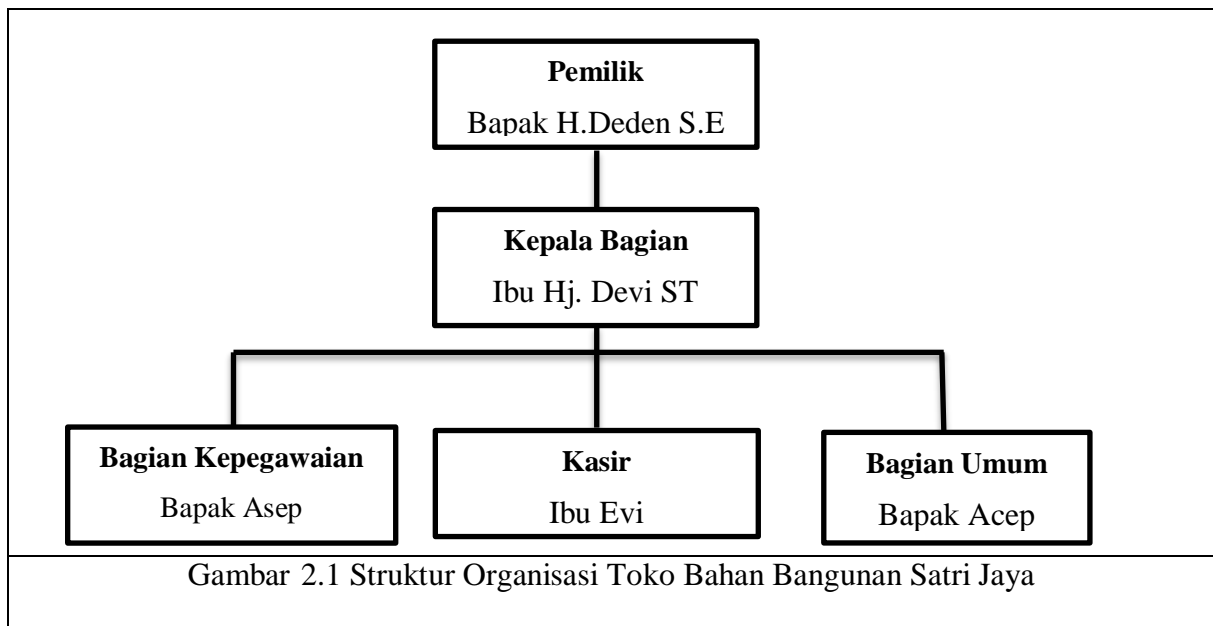 Pemilik
Bapak H.Deden S.E
Kepala Bagian
Ibu Hj. Devi ST
Bagian Kepegawaian
Bapak Asep
Kasir
Ibu Evi
Bagian Umum
Bapak Acep
Gambar 2.1 Struktur Organisasi Toko Bahan Bangunan Satri Jaya